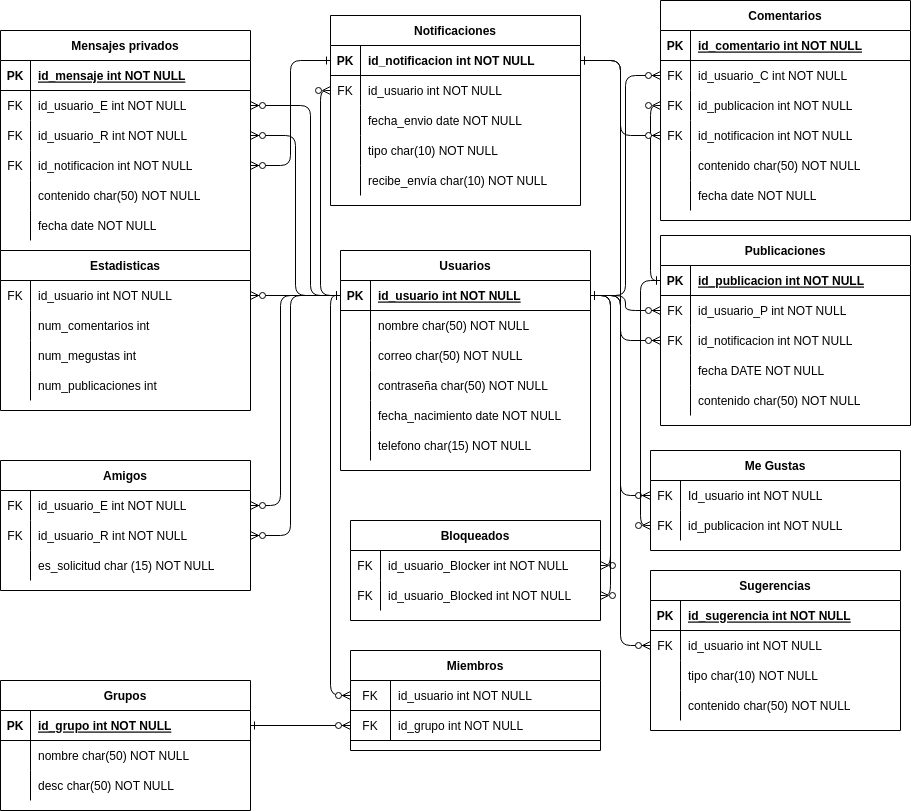 Mensajes privados
PK id_mensaje int NOT NULL
FK id_usuario_E int NOT NULL
FK id_usuario_R int NOT NULL
FK id_notificacion int NOT NULL
contenido char(50) NOT NULL
fecha date NOT NULL
Estadisticas
FK id_usuario int NOT NULL
num_comentarios int
num_megustas int
num_publicaciones int
Amigos
FK id_usuario_E int NOT NULL
FK id_usuario_R int NOT NULL
es_solicitud char (15) NOT NULL
Grupos
PK id_grupo int NOT NULL
nombre char(50) NOT NULL
desc char(50) NOT NULL
Notificaciones
PK id_notificacion int NOT NULL
FK id_usuario int NOT NULL
fecha_envio date NOT NULL
tipo char(10) NOT NULL
recibe_envía char(10) NOT NULL
Usuarios
PK id_usuario int NOT NULL
nombre char(50) NOT NULL
correo char(50) NOT NULL
contraseña char(50) NOT NULL
fecha_nacimiento date NOT NULL
telefono char(15) NOT NULL
Bloqueados
FK id_usuario_Blocker int NOT NULL
FK id_usuario_Blocked int NOT NULL
Miembros
FK id_usuario int NOT NULL
FK id_grupo int NOT NULL
Comentarios
PK id_comentario int NOT NULL
FK id_usuario_C int NOT NULL
FK id_publicacion int NOT NULL
FK id_notificacion int NOT NULL
contenido char(50) NOT NULL
fecha date NOT NULL
Publicaciones
PK id_publicacion int NOT NULL
FK id_usuario_P int NOT NULL
FK id_notificacion int NOT NULL
fecha DATE NOT NULL
contenido char(50) NOT NULL
Me Gustas
FK Id_usuario int NOT NULL
FK id_publicacion int NOT NULL
Sugerencias
PK id_sugerencia int NOT NULL
FK id_usuario int NOT NULL
tipo char(10) NOT NULL
contenido char(50) NOT NULL